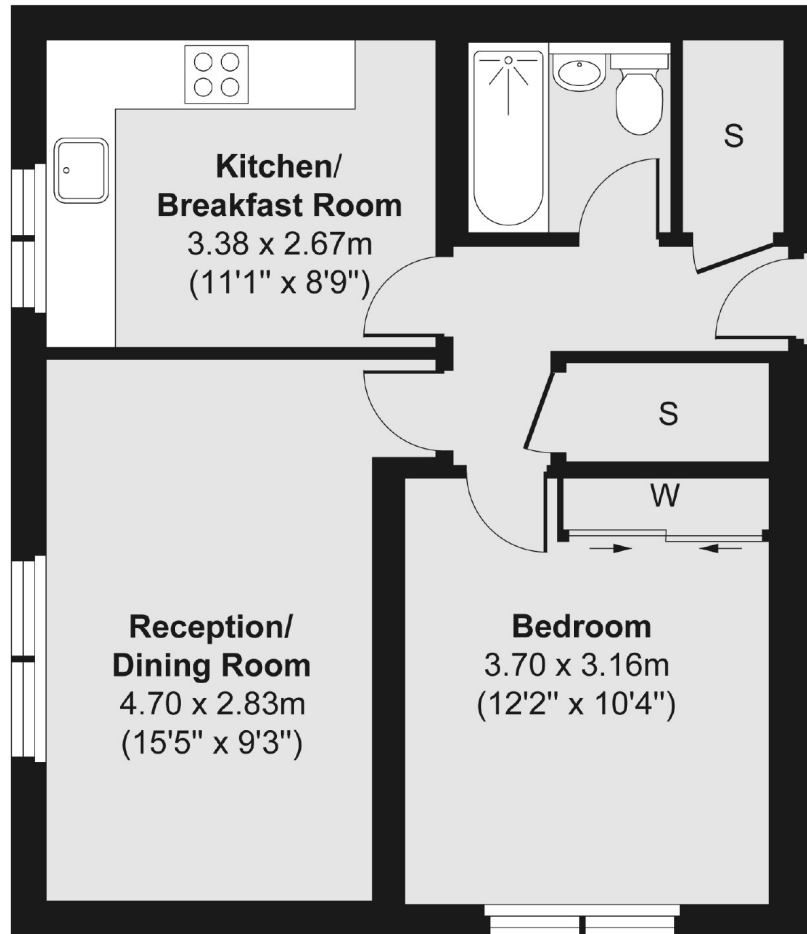 Kitchen/
Breakfast Room
3.38 x 2.67m
(11'1" x 8'9")
S
S
W
Reception/
Dining Room
4.70 x 2.83m
(15'5" x 9'3")
Bedroom
3.70 x 3.16m
(12'2" x 10'4")